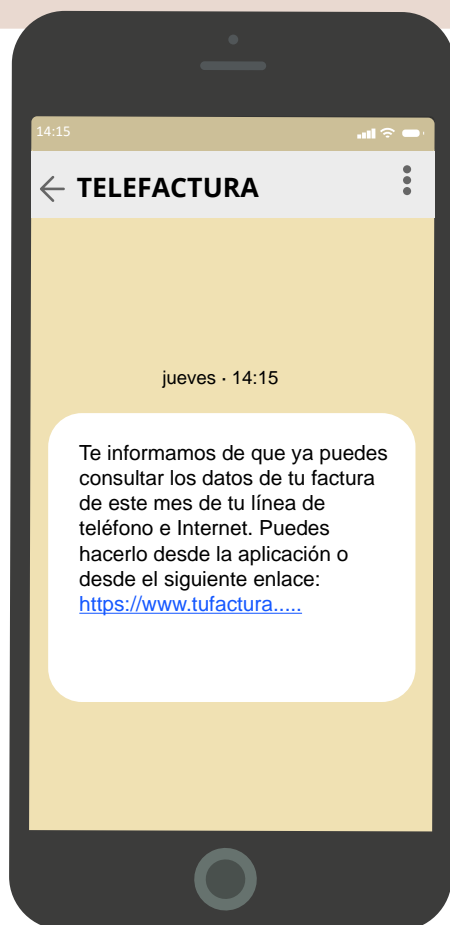 14:15
TELEFACTURA
jueves · 14:15
Te informamos de que ya puedes
consultar los datos de tu factura
de este mes de tu línea de
teléfono e Internet. Puedes
hacerlo desde la aplicación o
desde el siguiente enlace:
https://www.tufactura.....